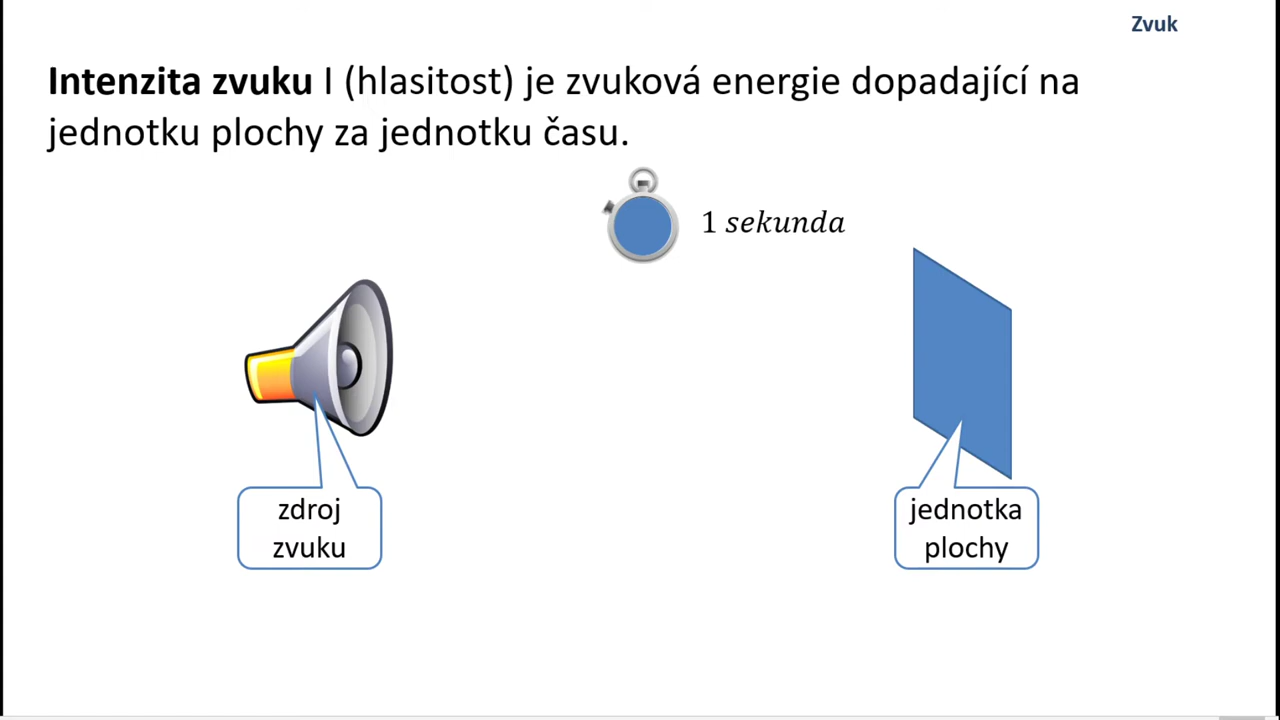 Zvuk
Intenzita zvuku I (hlasitost) je zvuková energie dopadající na
jednotku plochy za jednotku času.
1 sekunda
zdroj
zvuku
jednotka
plochy